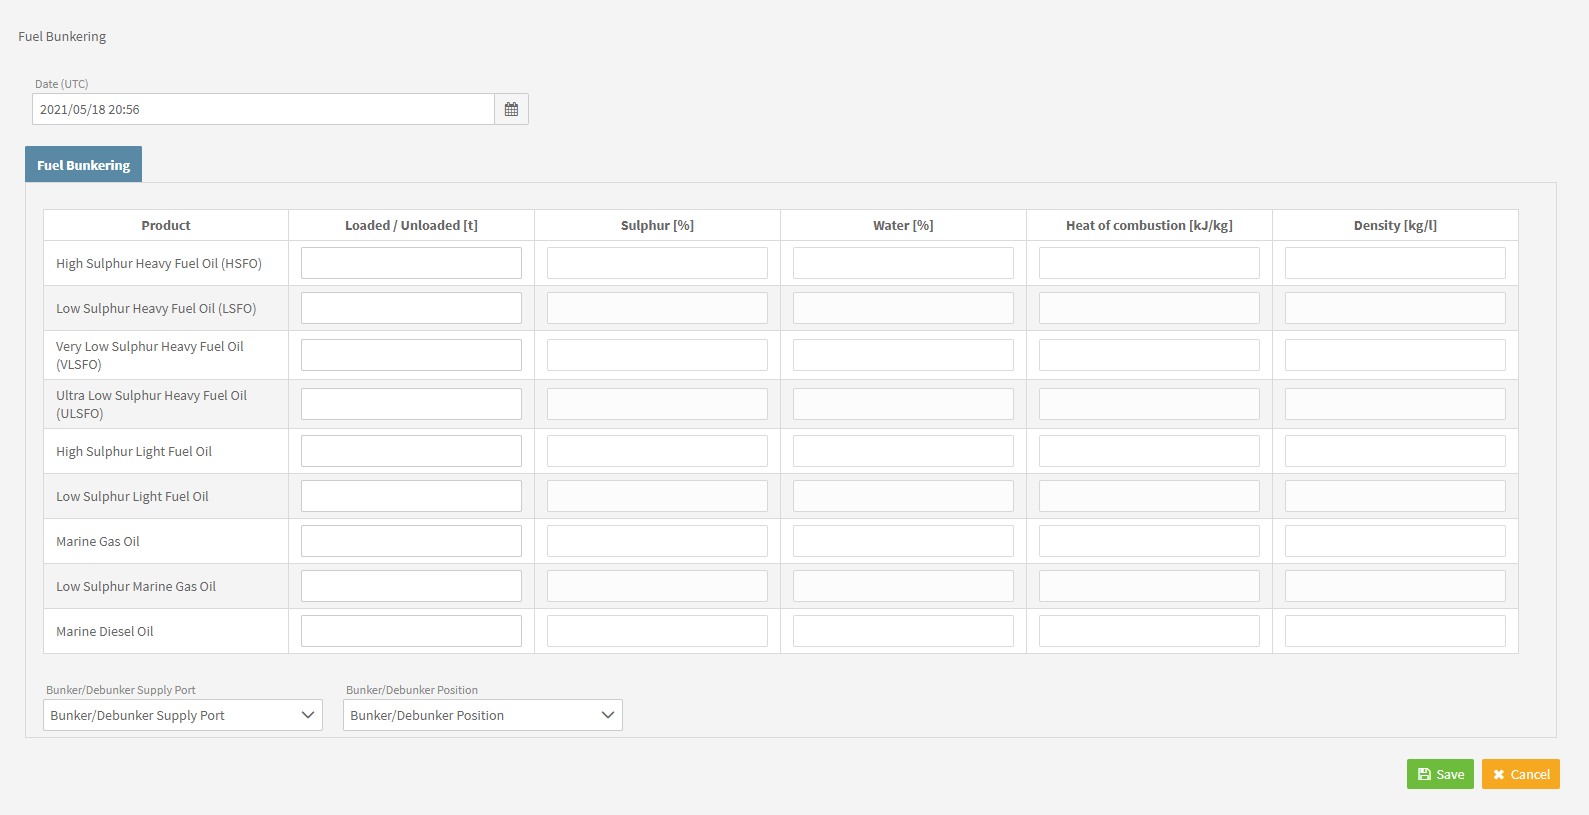 Fuel Bunkering
Date (UTC)
2021/05/18 20:56
Fuel Bunkering
Product Loaded / Unloaded [t] Sulphur [%] Water [%] Heat of combustion [kJ/kg] Density [kg/l]
High Sulphur Heavy Fuel Oil (HSFO)
Low Sulphur Heavy Fuel Oil (LSFO)
Very Low Sulphur Heavy Fuel Oil
(VLSFO)
Ultra Low Sulphur Heavy Fuel Oil
(ULSFO)
High Sulphur Light Fuel Oil
Low Sulphur Light Fuel Oil
Marine Gas Oil
Low Sulphur Marine Gas Oil
Marine Diesel Oil
Bunker/Debunker Supply Port Bunker/Debunker Position
Bunker/Debunker Supply Port Bunker/Debunker Position
Save Cancel